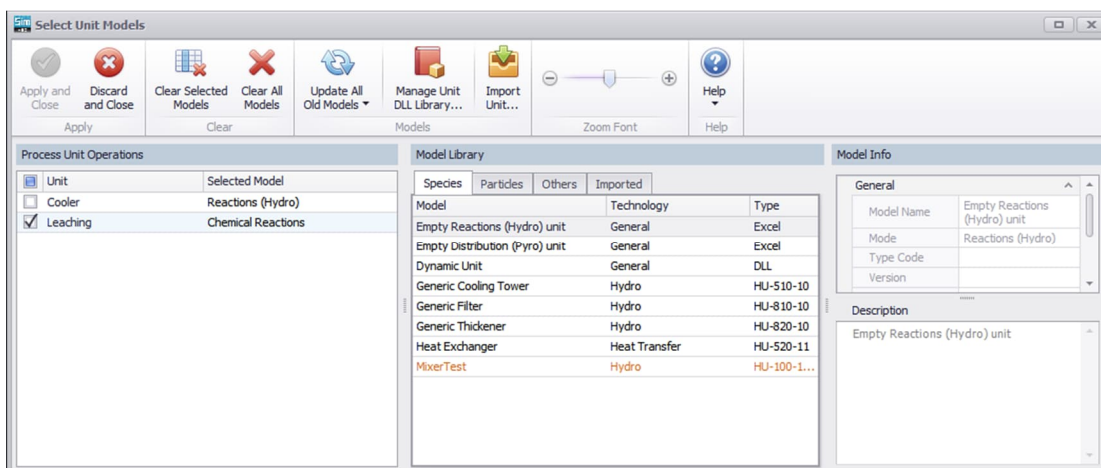 Select Unit Models
Apply and Close
Discard and Close
Clear Selected Models
Clear All Models
Update All Old Models
Manage Unit DLL Library...
Import Unit...
Help
Apply
Clear
Models
Zoom Font
Help
Process Unit Operations
Unit Selected Model
Cooler Reactions (Hydro)
Leaching Chemical Reactions
Model Library
Species Particles Others Imported
Model Technology Type
Empty Reactions (Hydro) unit General Excel
Empty Distribution (Pyro) unit General Excel
Dynamic Unit General DLL
Generic Cooling Tower Hydro HU-510-10
Generic Filter Hydro HU-810-10
Generic Thickener Hydro HU-820-10
Heat Exchanger Heat Transfer HU-520-11
MixerTest Hydro HU-100-1...
Model Info
General
Model Name Empty Reactions (Hydro) unit
Mode Reactions (Hydro)
Type Code
Version
Description
Empty Reactions (Hydro) unit